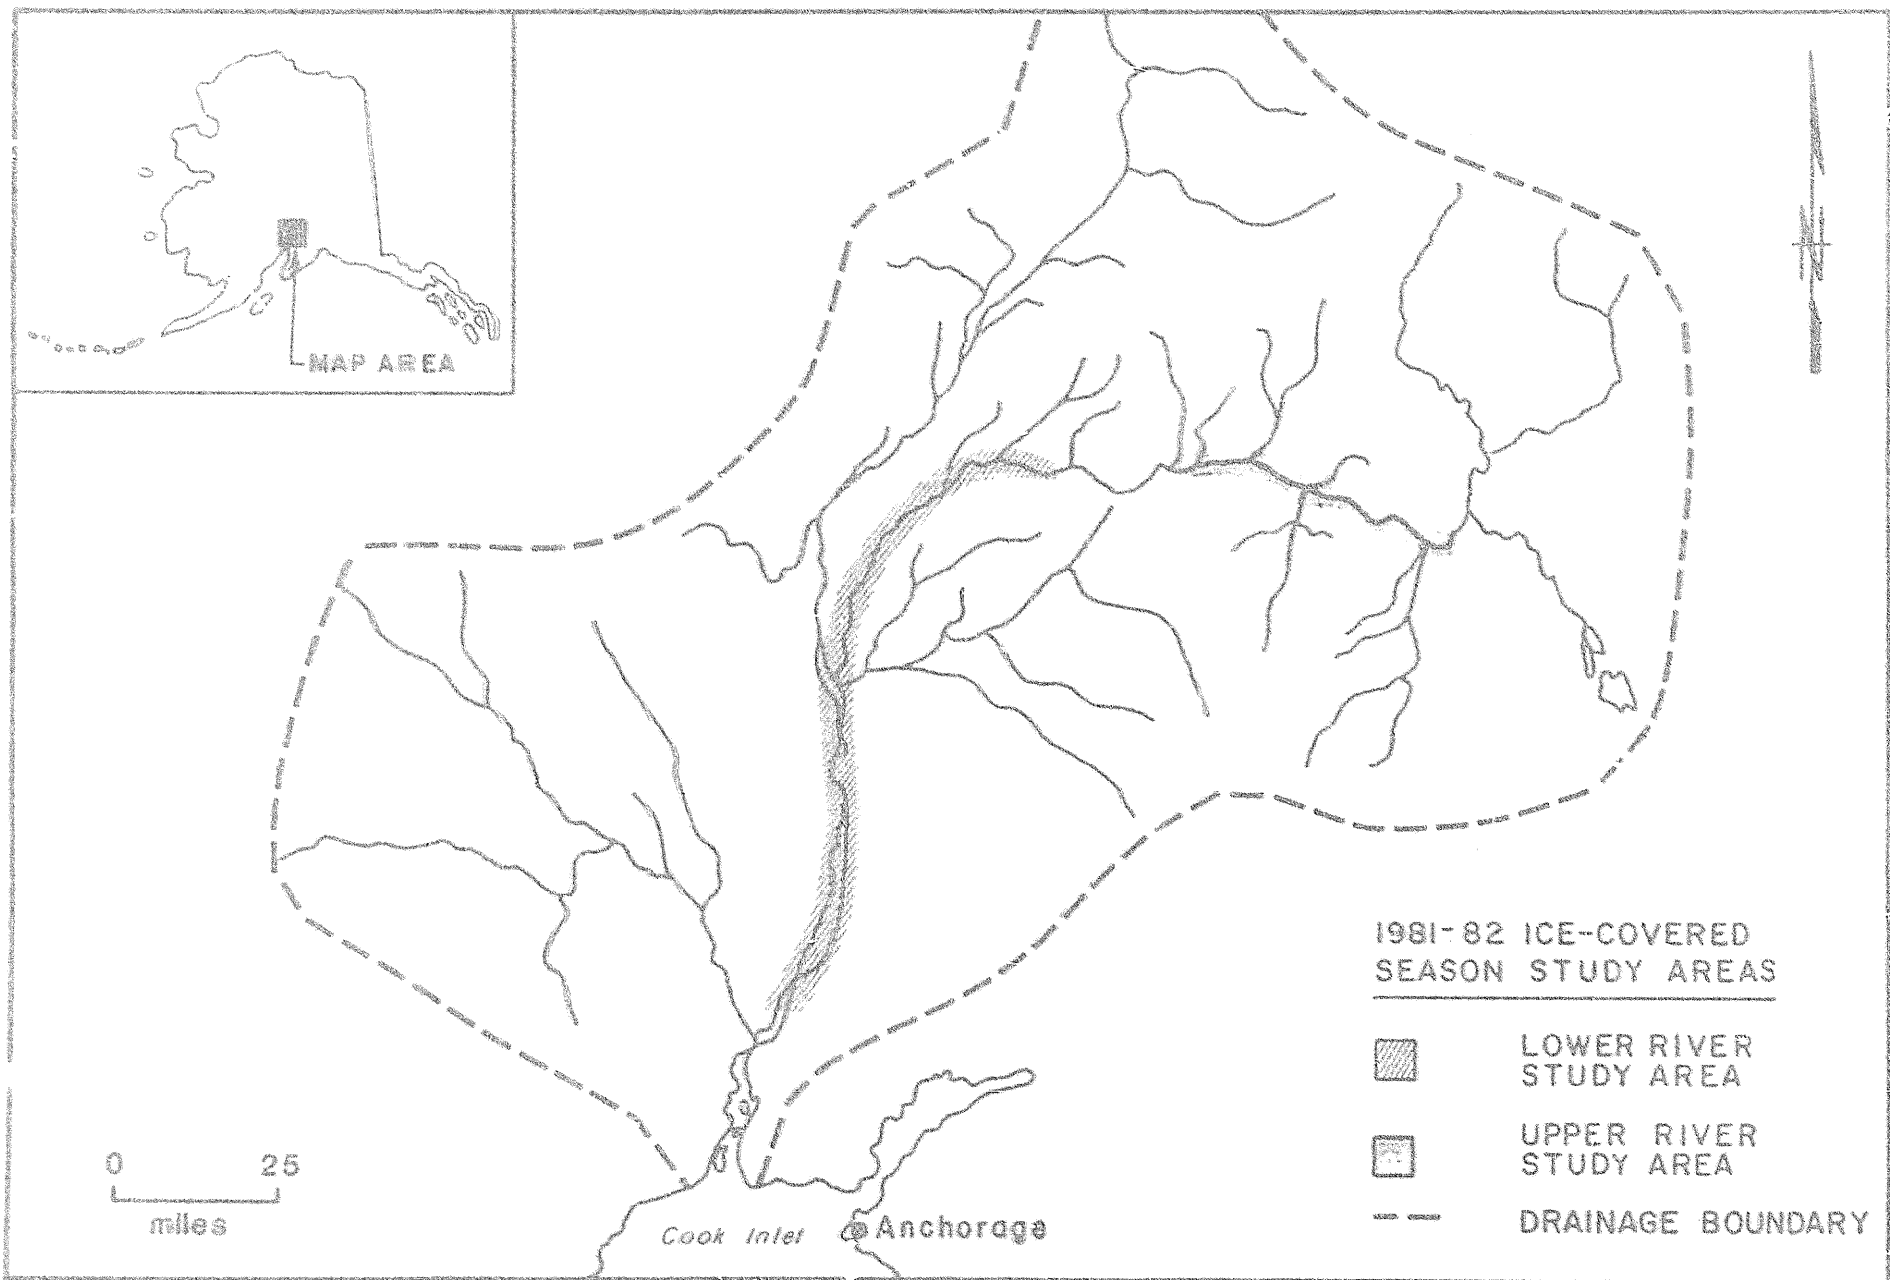 MAP AREA
1981-82 ICE-COVERED
SEASON STUDY AREAS
LOWER RIVER
STUDY AREA
UPPER RIVER
STUDY AREA
DRAINAGE BOUNDARY
0 25
miles
Cook Inlet
Anchorage